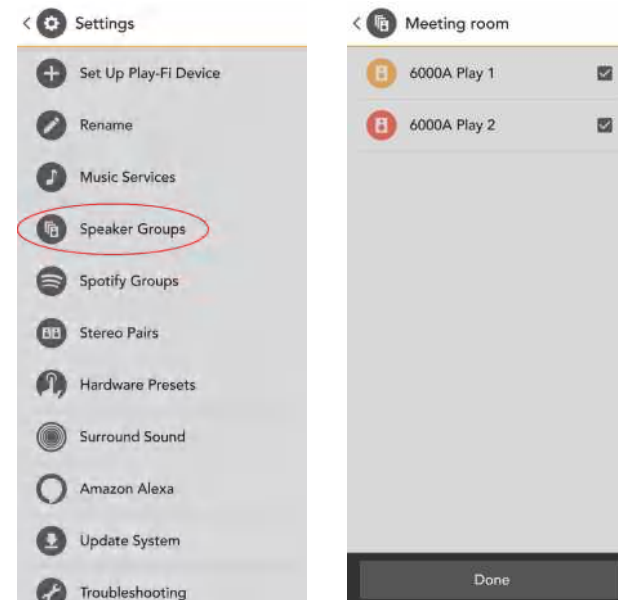 Settings
Set Up Play-Fi Device
Rename
Music Services
Speaker Groups
Spotify Groups
Stereo Pairs
Hardware Presets
Surround Sound
Amazon Alexa
Update System
Troubleshooting
Meeting room
6000A Play 1
6000A Play 2
Done